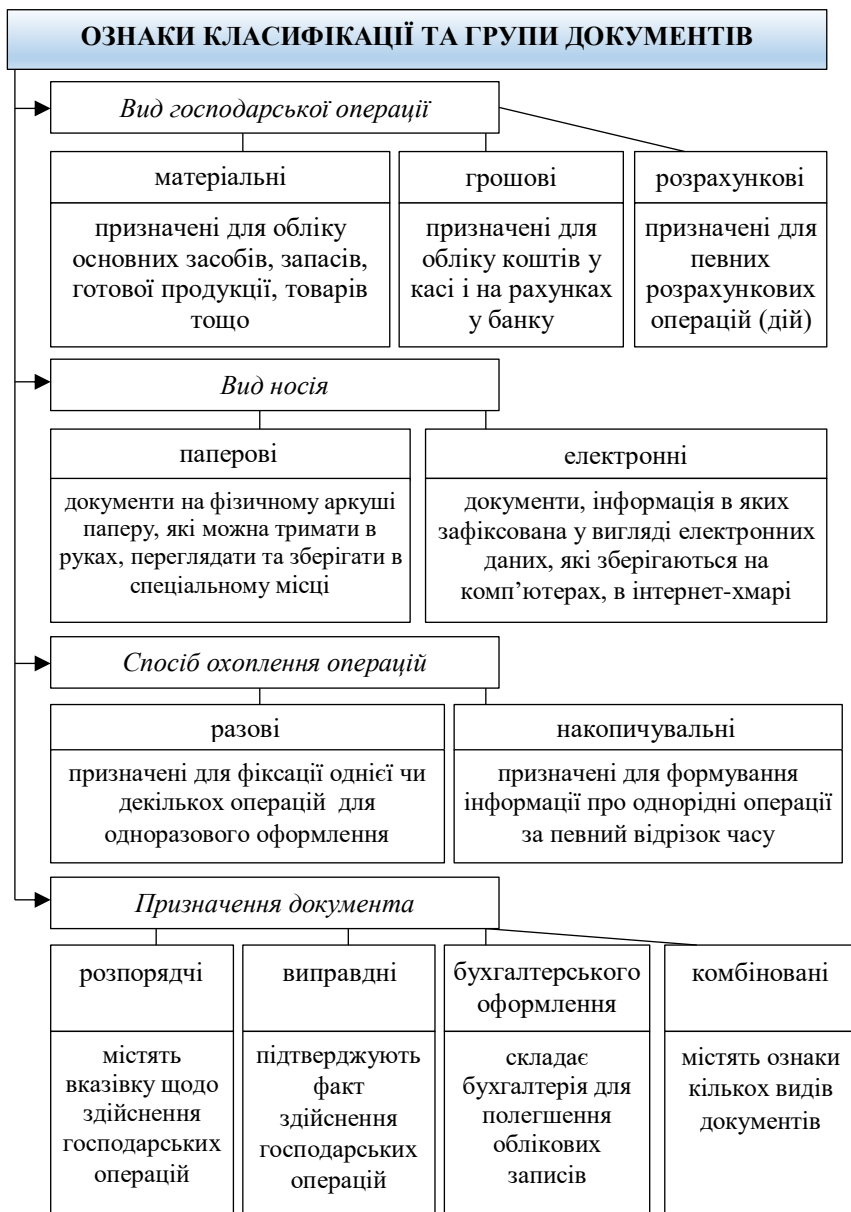 ОЗНАКИ КЛАСИФІКАЦІЇ ТА ГРУПИ ДОКУМЕНТІВ
Вид господарської операції
матеріальні
призначені для обліку
основних засобів, запасів,
готової продукції, товарів
тощо
грошові
призначені для
обліку коштів у
касі і на рахунках
у банку
розрахункові
призначені для
певних
розрахункових
операцій (дій)
Вид носія
паперові
документи на фізичному аркуші
паперу, які можна тримати в
руках, переглядати та зберігати в
спеціальному місці
електронні
документи, інформація в яких
зафіксована у вигляді електронних
даних, які зберігаються на
комп’ютерах, в інтернет-хмарі
Спосіб охоплення операцій
разові
призначені для фіксації однієї чи
декількох операцій для
одноразового оформлення
накопичувальні
призначені для формування
інформації про однорідні операції
за певний відрізок часу
Призначення документа
розпорядчі
містять
вказівку щодо
здійснення
господарських
операцій
виправдні
підтверджують
факт
здійснення
господарських
операцій
бухгалтерського
оформлення
складає
бухгалтерія для
полегшення
облікових
записів
комбіновані
містять ознаки
кількох видів
документів